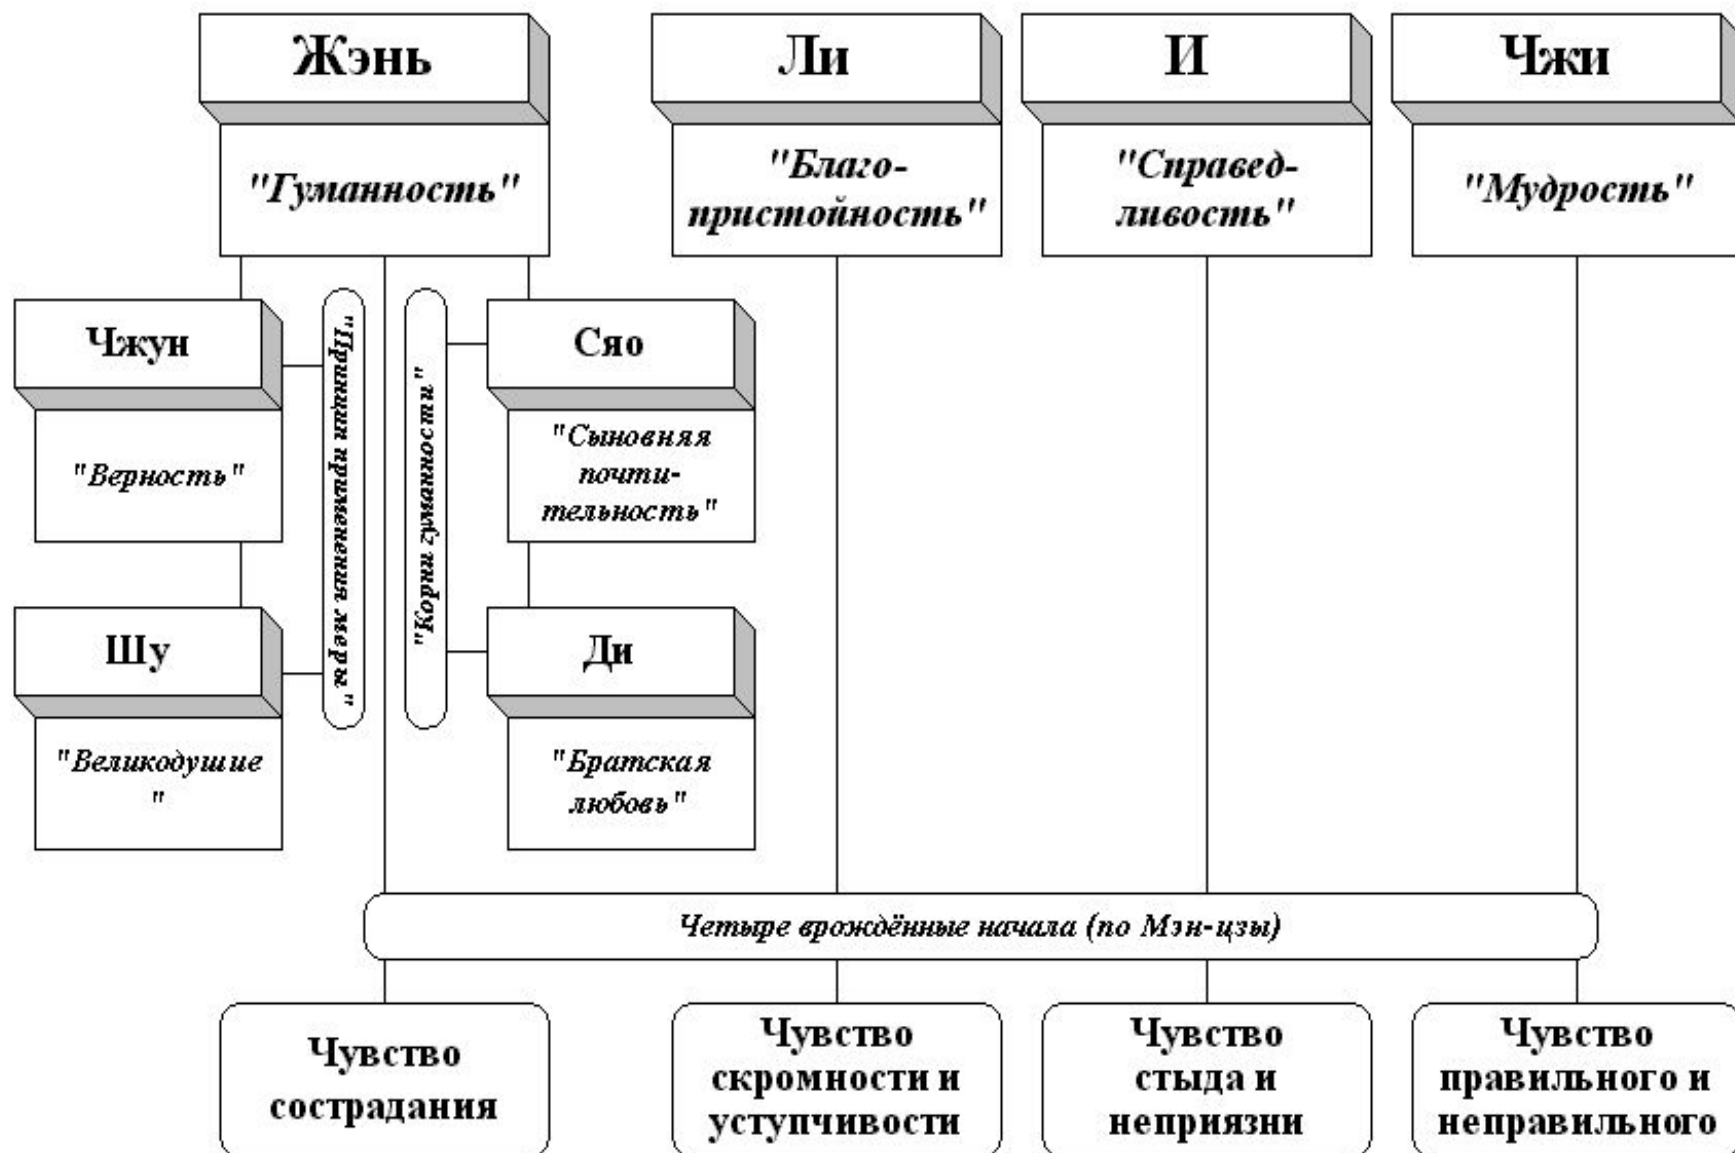 Жэнь
"Гуманность"
Ли
"Благо-
пристойность"
И
"Справед-
ливость"
Чжи
"Мудрость"
Чжун
"Верность"
Шу
"Великодушие
"
"Принцип применения меры"
"Корни гуманности"
Сяо
"Сыновняя
почти-
тельность"
Ди
"Братская
любовь"
Четыре врождённые начала (по Мэн-цзы)
Чувство
сострадания
Чувство
скромности и
уступчивости
Чувство
стыда и
неприязни
Чувство
правильного и
неправильного